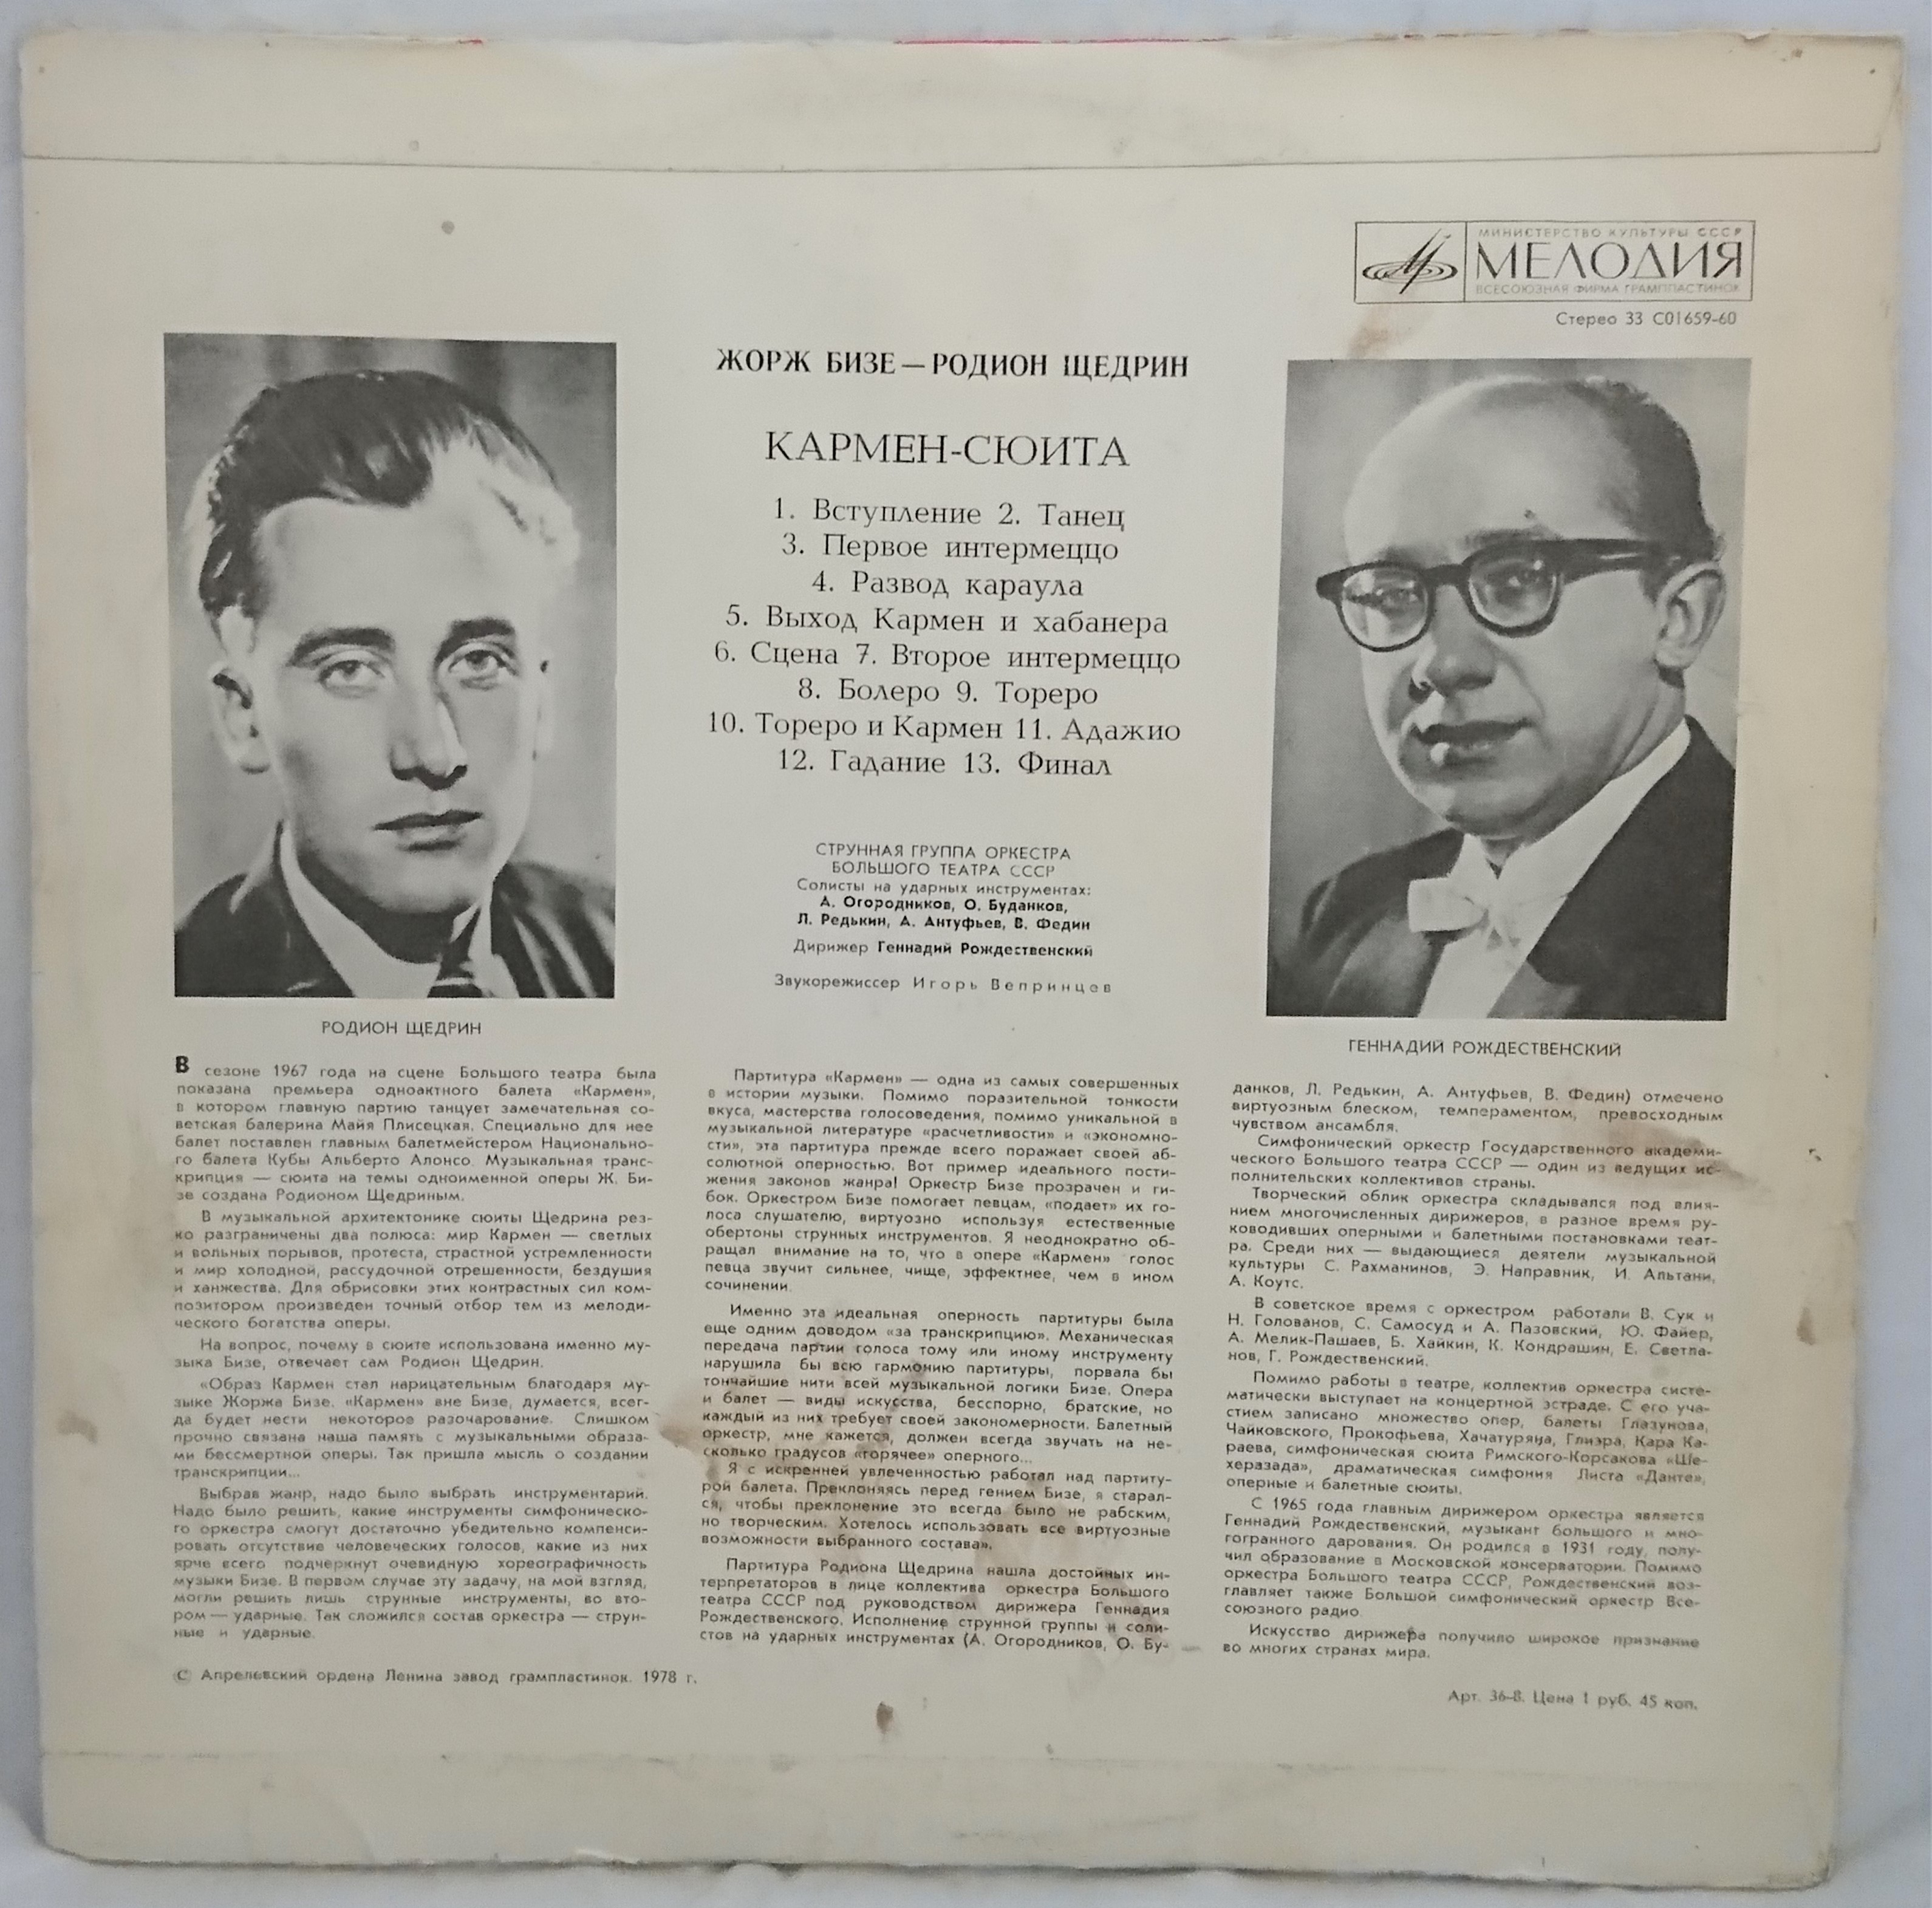 МИНИСТЕРСТВО КУЛЬТУРЫ СССР
МЕЛОДИЯ
ВСЕСОЮЗНАЯ ФИРМА ГРАМПЛАСТИНОК
Стерео 33 С01659-60
ЖОРЖ БИЗЕ — РОДИОН ЩЕДРИН
КАРМЕН-СЮИТА
1. Вступление 2. Танец
3. Первое интермеццо
4. Развод караула
5. Выход Кармен и хабанера
6. Сцена 7. Второе интермеццо
8. Болеро 9. Тореро
10. Тореро и Кармен 11. Адажио
12. Гадание 13. Финал
СТРУННАЯ ГРУППА ОРКЕСТРА
БОЛЬШОГО ТЕАТРА СССР
Солисты на ударных инструментах:
А. Огородников, О. Буданков,
Л. Редькин, А. Антуфьев, В. Федин
Дирижер Геннадий Рождественский
Звукорежиссер Игорь Вепринцев
РОДИОН ЩЕДРИН
ГЕННАДИЙ РОЖДЕСТВЕНСКИЙ
В сезоне 1967 года на сцене Большого театра была
показана премьера одноактного балета «Кармен»,
в котором главную партию танцует замечательная со-
ветская балерина Майя Плисецкая. Специально для нее
балет поставлен главным балетмейстером Национально-
го балета Кубы Альберто Алонсо. Музыкальная транс-
крипция — сюита на темы одноименной оперы Ж. Би-
зе создана Родионом Щедриным.
В музыкальной архитектонике сюиты Щедрина рез-
ко разграничены два полюса: мир Кармен — светлых
и вольных порывов, протеста, страстной устремленности
и мир холодной, рассудочной отрешенности, бездушия
и ханжества. Для обрисовки этих контрастных сил ком-
позитором произведен точный отбор тем из мелоди-
ческого богатства оперы.
На вопрос, почему в сюите использована именно му-
зыка Бизе, отвечает сам Родион Щедрин.
«Образ Кармен стал нарицательным благодаря му-
зыке Жоржа Бизе. «Кармен» вне Бизе, думается, всег-
да будет нести некоторое разочарование. Слишком
прочно связана наша память с музыкальными образа-
ми бессмертной оперы. Так пришла мысль о создании
транскрипции...
Выбрав жанр, надо было выбрать инструментарий.
Надо было решить, какие инструменты симфоническо-
го оркестра смогут достаточно убедительно компенси-
ровать отсутствие человеческих голосов, какие из них
ярче всего подчеркнут очевидную хореографичность
музыки Бизе. В первом случае эту задачу, на мой взгляд,
могли решить лишь струнные инструменты, во вто-
ром — ударные. Так сложился состав оркестра — струн-
ные и ударные.
Партитура «Кармен» — одна из самых совершенных
в истории музыки. Помимо поразительной тонкости
вкуса, мастерства голосоведения, помимо уникальной в
музыкальной литературе «расчетливости» и «экономно-
сти», эта партитура прежде всего поражает своей аб-
солютной оперностью. Вот пример идеального пости-
жения законов жанра! Оркестр Бизе прозрачен и ги-
бок. Оркестром Бизе помогает певцам, «подает» их го-
лоса слушателю, виртуозно используя естественные
обертоны струнных инструментов. Я неоднократно об-
ращал внимание на то, что в опере «Кармен» голос
певца звучит сильнее, чище, эффектнее, чем в ином
сочинении.
Именно эта идеальная оперность партитуры была
еще одним доводом «за транскрипцию». Механическая
передача партии голоса тому или иному инструменту
нарушила бы всю гармонию партитуры, порвала бы
тончайшие нити всей музыкальной логики Бизе. Опера
и балет — виды искусства, бесспорно, братские, но
каждый из них требует своей закономерности. Балетный
оркестр, мне кажется, должен всегда звучать на не-
сколько градусов «горячее» оперного...
Я с искренней увлеченностью работал над партиту-
рой балета. Преклоняясь перед гением Бизе, я старал-
ся, чтобы преклонение это всегда было не рабским,
но творческим. Хотелось использовать все виртуозные
возможности выбранного состава».
Партитура Родиона Щедрина нашла достойных ин-
терпретаторов в лице коллектива оркестра Большого
театра СССР под руководством дирижера Геннадия
Рождественского. Исполнение струнной группы и соли-
стов на ударных инструментах (А. Огородников, О. Бу-
данков, Л. Редькин, А. Антуфьев, В. Федин) отмечено
виртуозным блеском, темпераментом, превосходным
чувством ансамбля.
Симфонический оркестр Государственного академи-
ческого Большого театра СССР — один из ведущих ис-
полнительских коллективов страны.
Творческий облик оркестра складывался под влия-
нием многочисленных дирижеров, в разное время ру-
ководивших оперными и балетными постановками теат-
ра. Среди них — выдающиеся деятели музыкальной
культуры С. Рахманинов, Э. Направник, И. Альтани,
А. Коутс.
В советское время с оркестром работали В. Сук и
Н. Голованов, С. Самосуд и А. Пазовский, Ю. Файер,
А. Мелик-Пашаев, Б. Хайкин, К. Кондрашин, Е. Светла-
нов, Г. Рождественский.
Помимо работы в театре, коллектив оркестра систе-
матически выступает на концертной эстраде. С его уча-
стием записано множество опер, балеты Глазунова,
Чайковского, Прокофьева, Хачатуряна, Глиэра, Кара Ка-
раева, симфоническая сюита Римского-Корсакова «Ше-
херазада», драматическая симфония Листа «Данте»,
оперные и балетные сюиты.
С 1965 года главным дирижером оркестра является
Геннадий Рождественский, музыкант большого и мно-
гогранного дарования. Он родился в 1931 году, полу-
чил образование в Московской консерватории. Помимо
оркестра Большого театра СССР, Рождественский воз-
главляет также Большой симфонический оркестр Все-
союзного радио.
Искусство дирижера получило широкое признание
во многих странах мира.
© Апрелевский ордена Ленина завод грампластинок. 1978 г.
Арт. 36-8. Цена 1 руб. 45 коп.